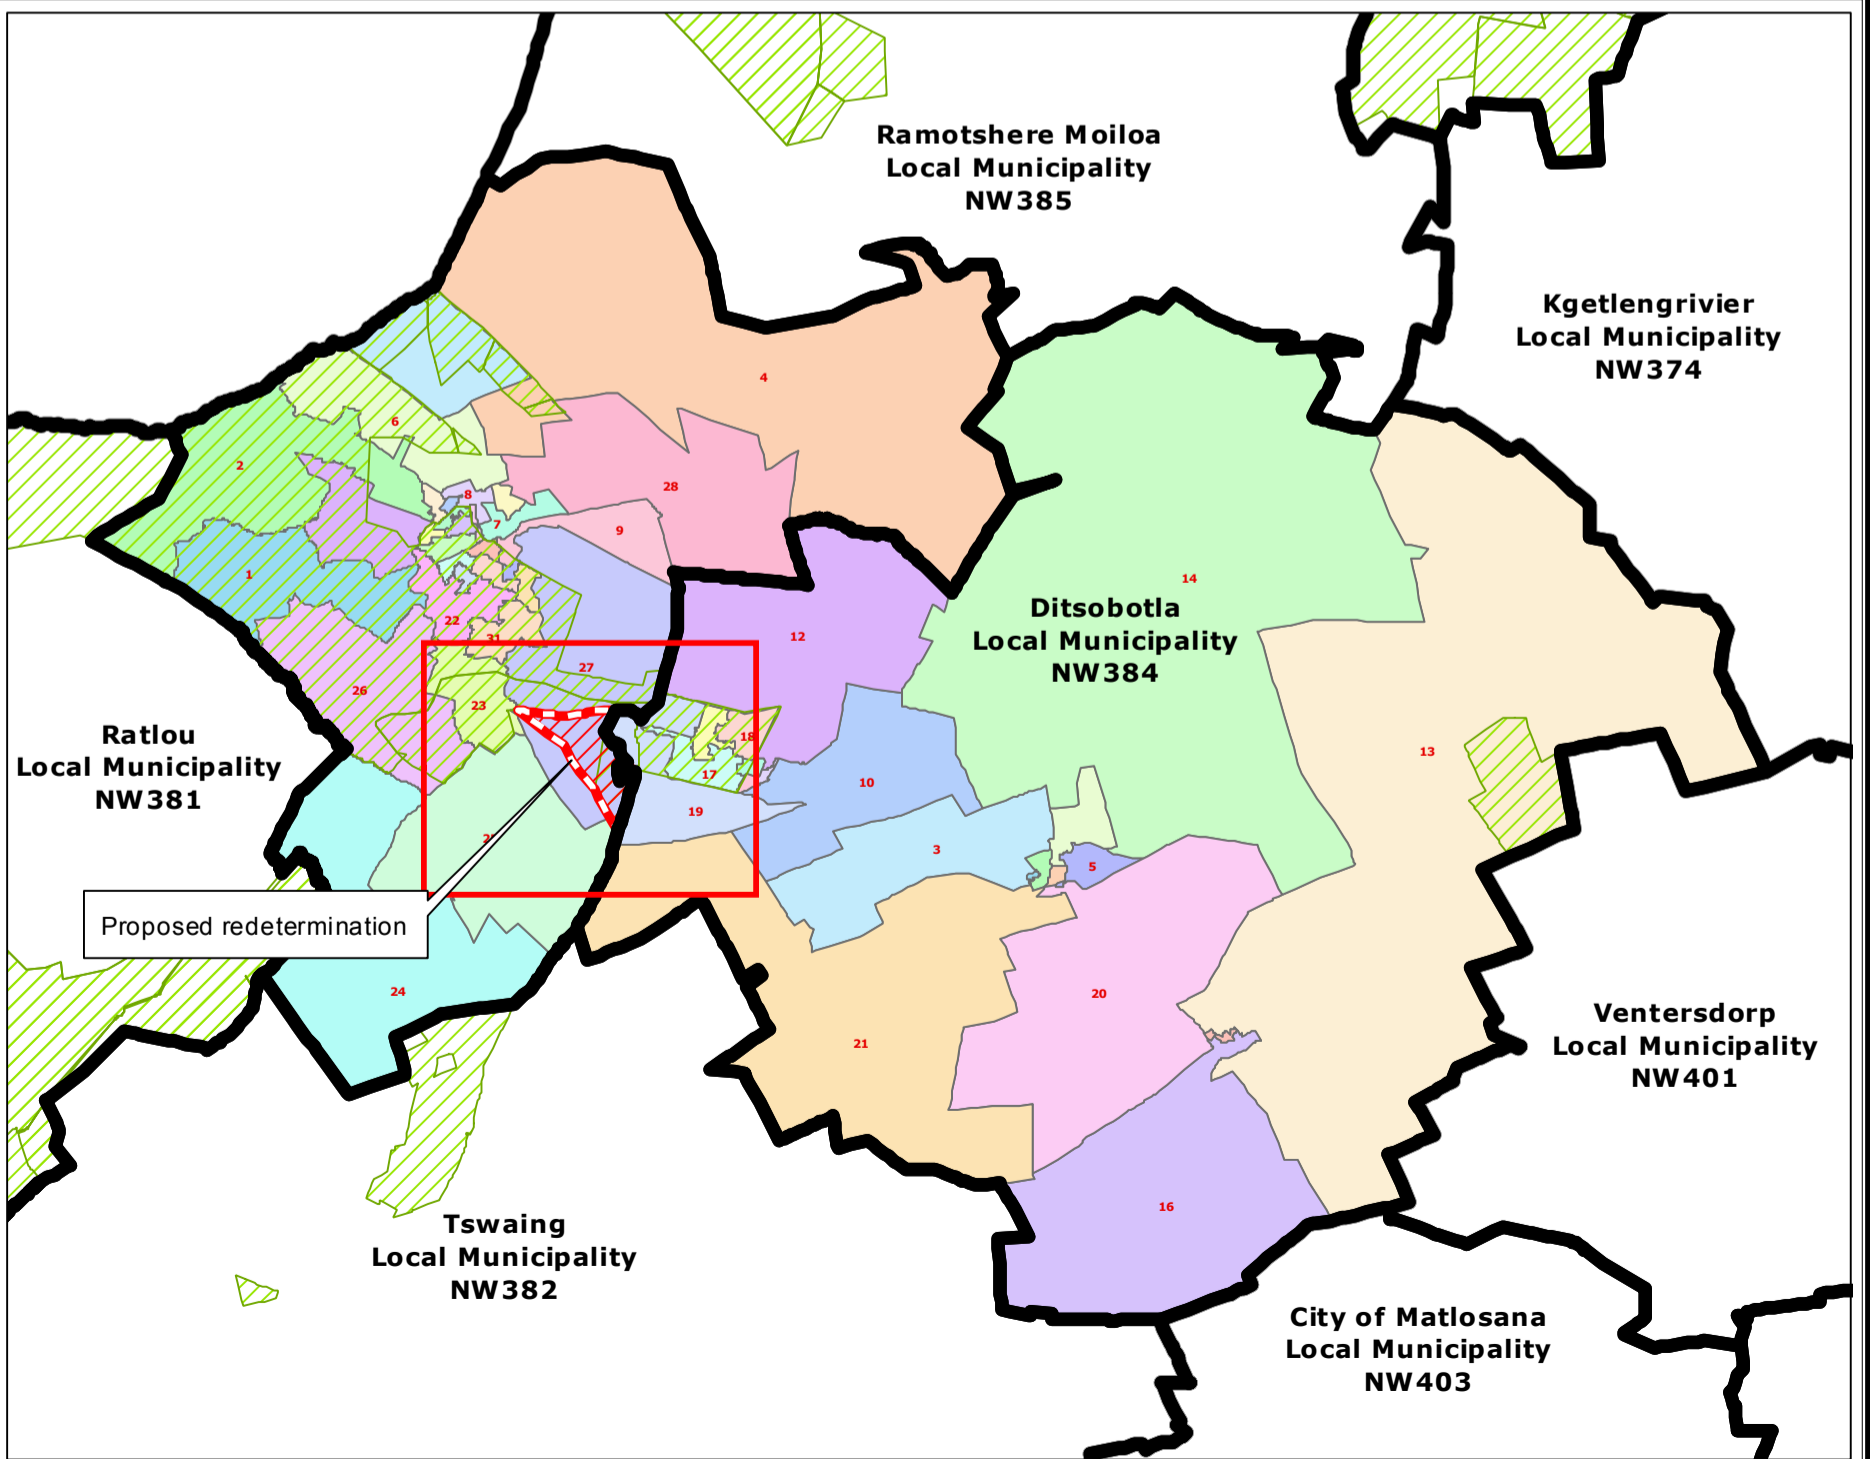 Ramotshere Moiloa
Local Municipality
NW385
Kgetlengrivier
Local Municipality
NW374
4
6
2
28
8
7
9
1
14
Ditsobotla
Local Municipality
NW384
22
31
12
27
26
23
18
17
13
Ratlou
Local Municipality
NW381
10
19
3
5
Proposed redetermination
24
20
21
Ventersdorp
Local Municipality
NW401
16
Tswaing
Local Municipality
NW382
City of Matlosana
Local Municipality
NW403